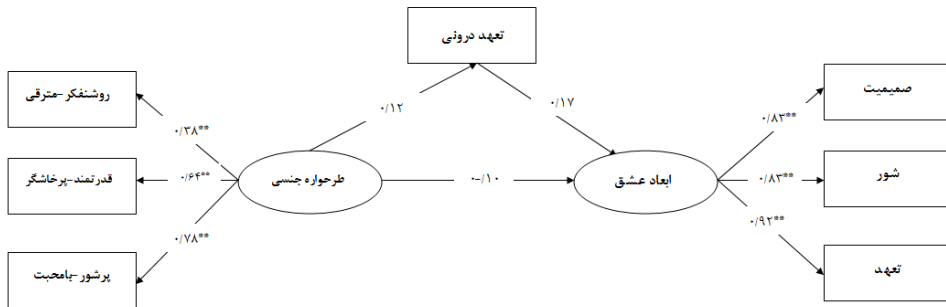 تعهد درونی
روشنفکر-مترقی
صمیمیت
۰/۱۲
۰/۱۷
۰/۳۸**
۰/۸۳**
قدرتمند-پرخاشگر
۰/۶۴**
طرحواره جنسی
۰-/۱۰
ابعاد عشق
۰/۸۳**
شور
۰/۷۸**
۰/۹۲**
پرشور-بامحبت
تعهد